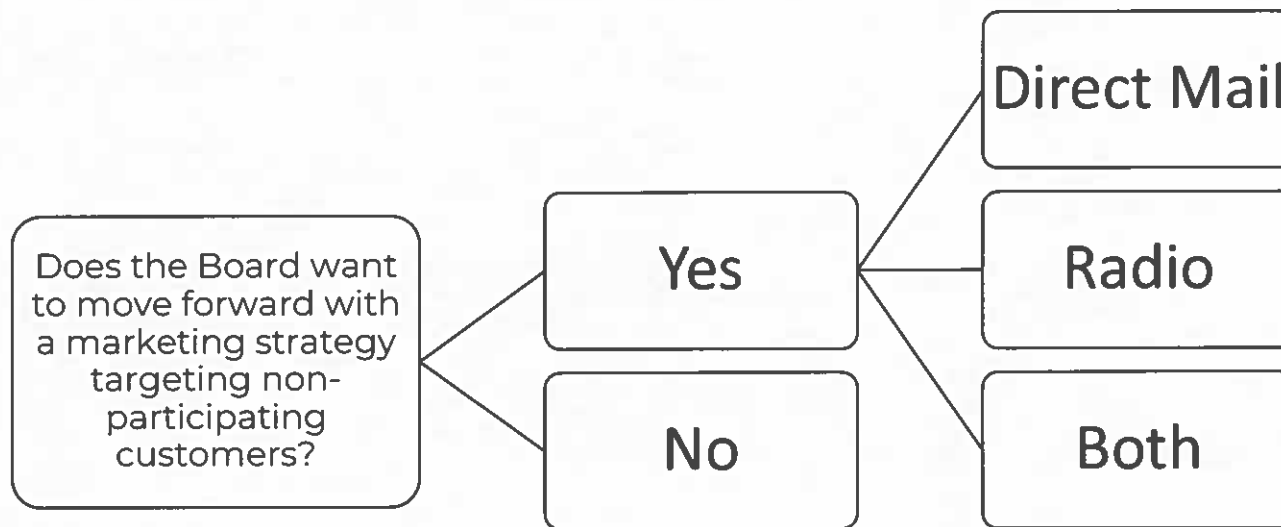 Does the Board want
to move forward with
a marketing strategy
targeting non-
participating
customers?
Yes
No
Direct Mail
Radio
Both